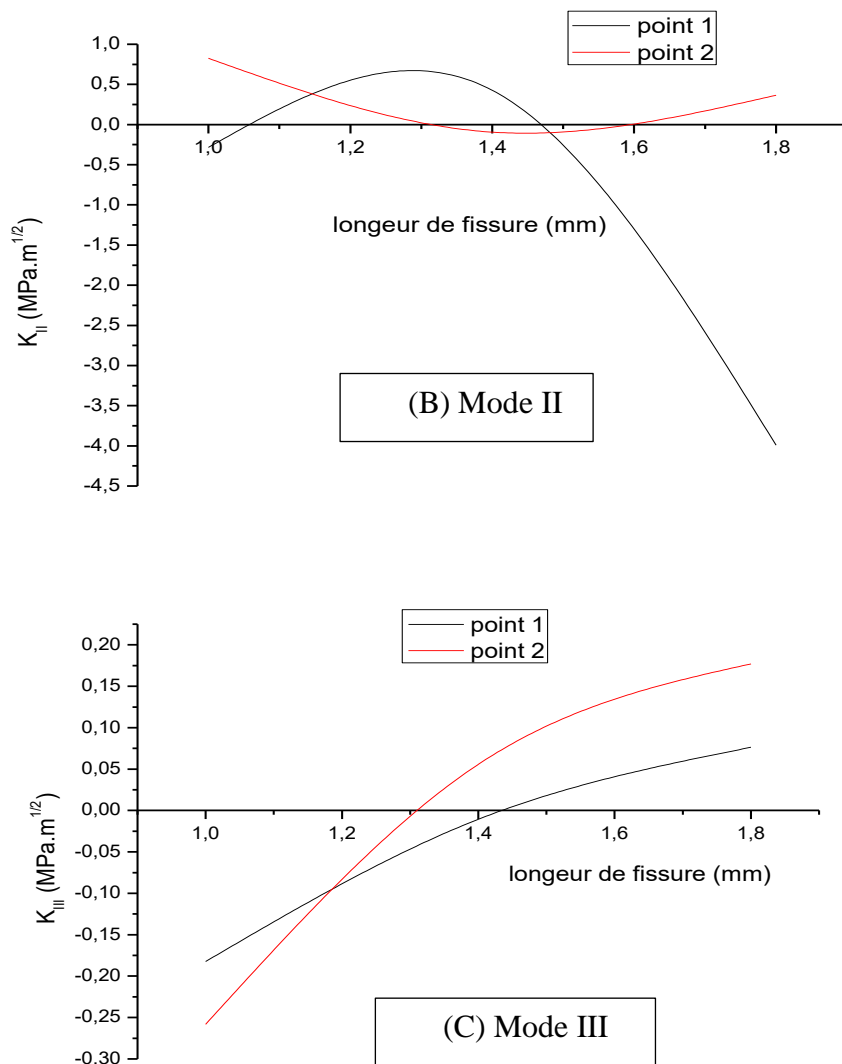 point 1
point 2
1,0
0,5
0,0
-0,5
-1,0
-1,5
-2,0
-2,5
-3,0
-3,5
-4,0
-4,5
1,0 1,2 1,4 1,6 1,8
longeur de fissure (mm)
K_II (MPa.m^1/2)
(B) Mode II
point 1
point 2
0,20
0,15
0,10
0,05
0,00
-0,05
-0,10
-0,15
-0,20
-0,25
-0,30
1,0 1,2 1,4 1,6 1,8
longeur de fissure (mm)
K_III (MPa.m^1/2)
(C) Mode III